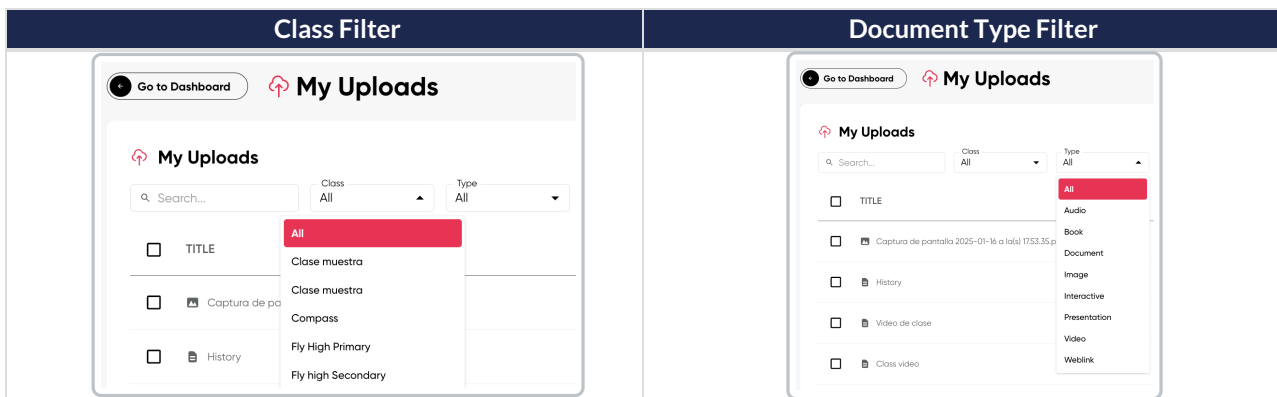 Class Filter
Go to Dashboard
My Uploads
My Uploads
Search...
Class
All
Type
All
All
Clase muestra
Clase muestra
Compass
Fly High Primary
Fly high Secondary
TITLE
Captura de pa
History
Document Type Filter
Go to Dashboard
My Uploads
My Uploads
Search...
Class
All
Type
All
All
Audio
Book
Document
Image
Interactive
Presentation
Video
Weblink
TITLE
Captura de pantalla 2025-01-16 a la(s) 17.53.35.p
History
Video de clase
Class video